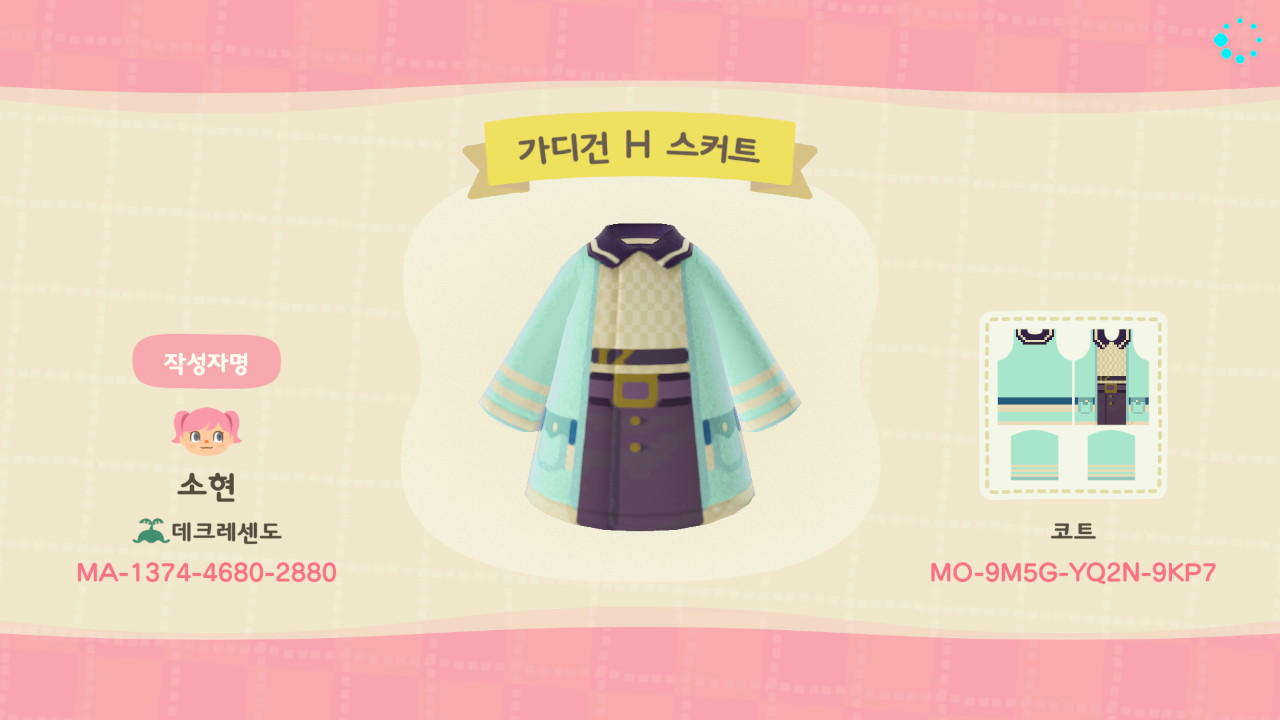 가디건 H 스커트
작성자명
소현
데크레센도
MA-1374-4680-2880
코트
MO-9M5G-YQ2N-9KP7